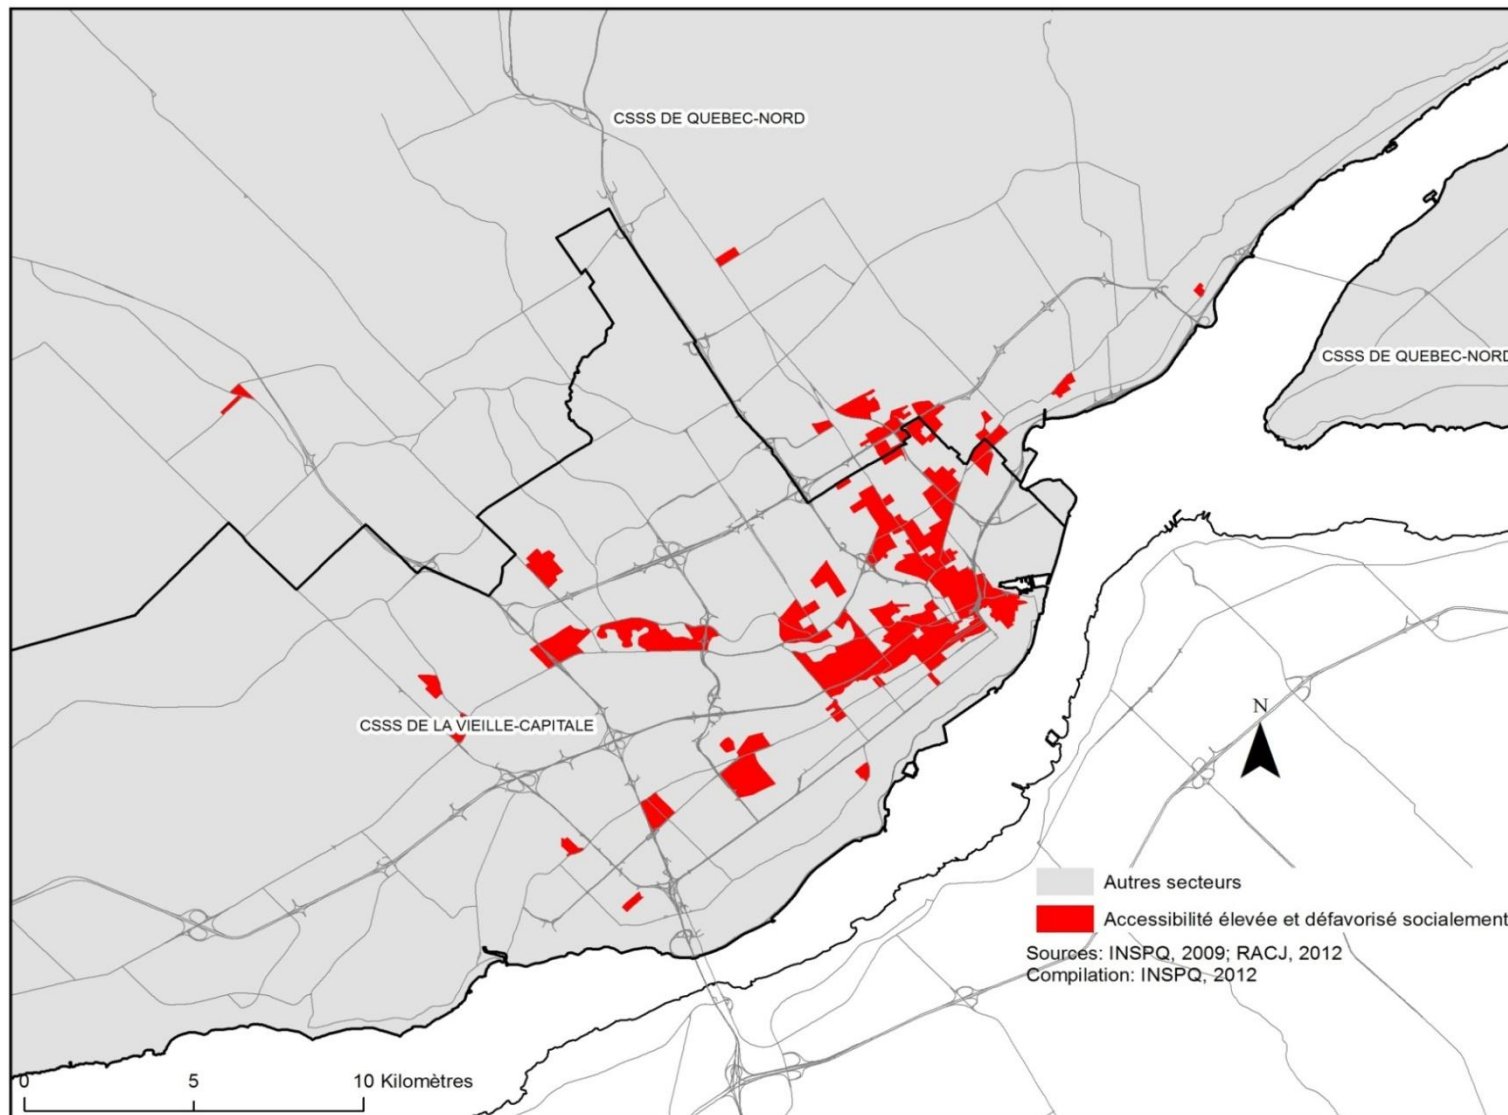 CSSS DE QUEBEC-NORD
CSSS DE QUEBEC-NORD
CSSS DE LA VIEILLE-CAPITALE
N
Autres secteurs
Accessibilité élevée et défavorisé socialement
Sources: INSPQ, 2009; RACJ, 2012
Compilation: INSPQ, 2012
0 5 10 Kilomètres